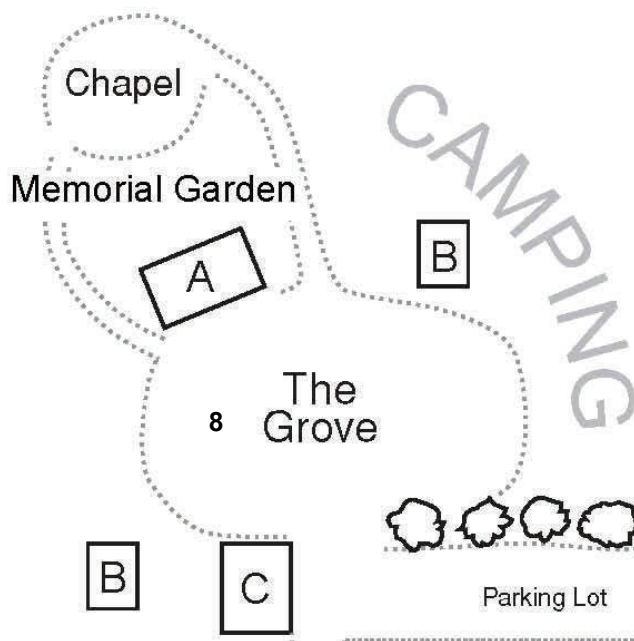 Chapel
CAMPING
Memorial Garden
B
A
The
8 Grove
B
C
Parking Lot